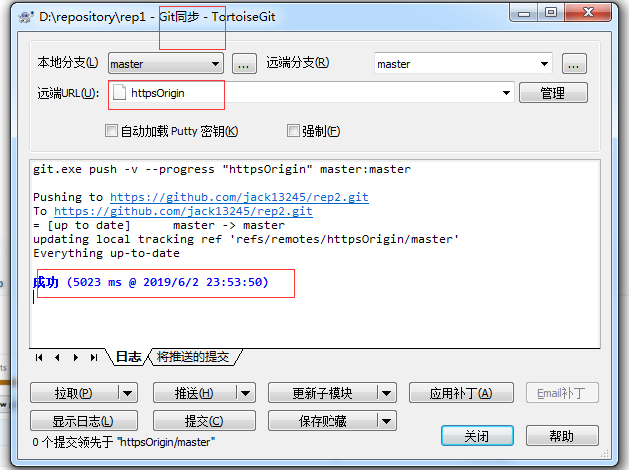 D:\repository\rep1 - Git同步 - TortoiseGit
本地分支(L) master ... 远端分支(R) master ...
远端URL(U): httpsOrigin 管理
自动加载 Putty 密钥(K) 强制(F)
git.exe push -v --progress "httpsOrigin" master:master
Pushing to https://github.com/jack13245/rep2.git
To https://github.com/jack13245/rep2.git
= [up to date] master -> master
updating local tracking ref 'refs/remotes/httpsOrigin/master'
Everything up-to-date
成功 (5023 ms @ 2019/6/2 23:53:50)
日志 将推送的提交
拉取(P) 推送(H) 更新子模块 应用补丁(A) Email补丁
显示日志(L) 提交(C) 保存贮藏
0 个提交领先于 "httpsOrigin/master" 关闭 帮助